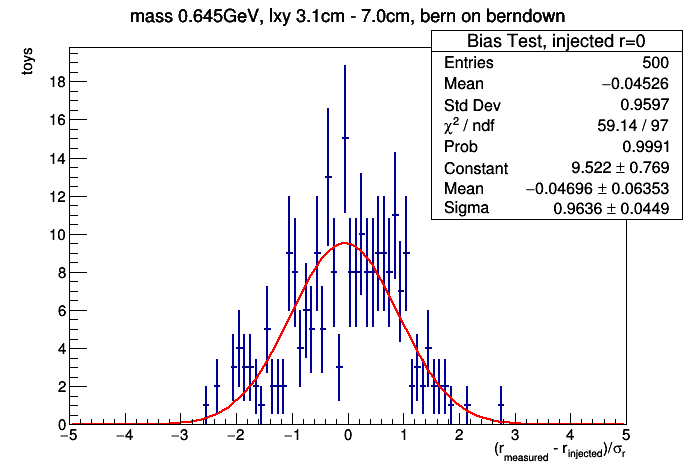 mass 0.645GeV, lxy 3.1cm - 7.0cm, bern on berndown
Bias Test, injected r=0
Entries 500
Mean −0.04526
Std Dev 0.9597
χ² / ndf 59.14 / 97
Prob 0.9991
Constant 9.522 ± 0.769
Mean −0.04696 ± 0.06353
Sigma 0.9636 ± 0.0449
toys
18
16
14
12
10
8
6
4
2
0
−5 −4 −3 −2 −1 0 1 2 3 4 5
(r_measured - r_injected)/σ_r